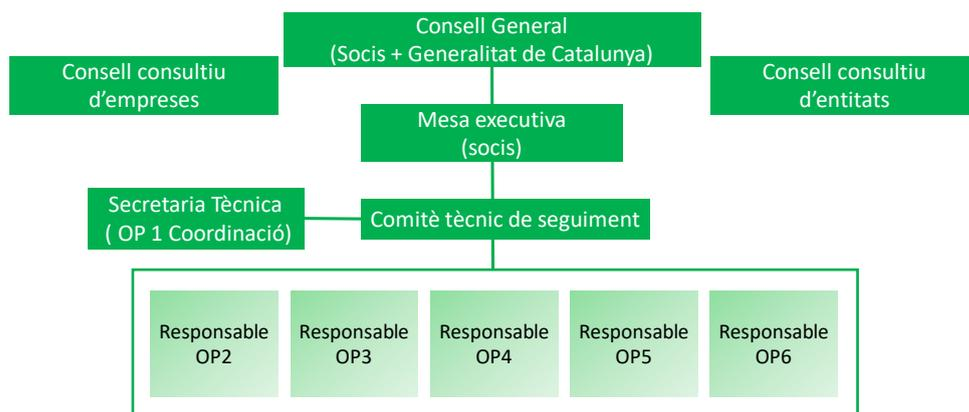 Consell General
(Socis + Generalitat de Catalunya)
Consell consultiu
d’empreses
Consell consultiu
d’entitats
Mesa executiva
(socis)
Secretaria Tècnica
( OP 1 Coordinació)
Comitè tècnic de seguiment
Responsable
OP2
Responsable
OP3
Responsable
OP4
Responsable
OP5
Responsable
OP6